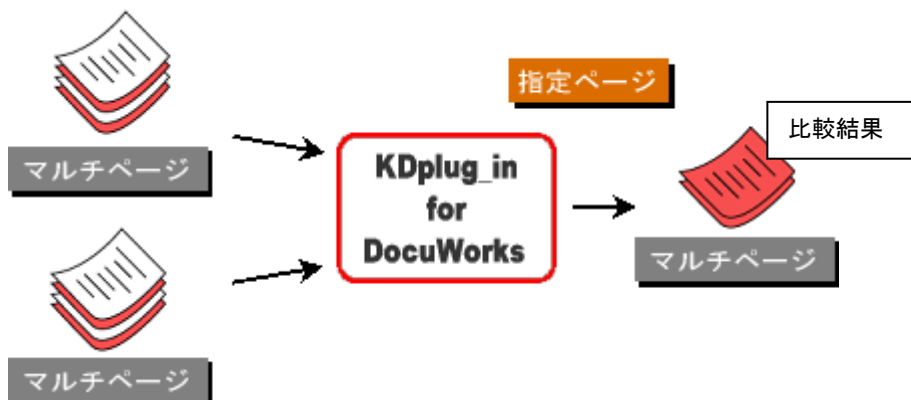 指定ページ
比較結果
マルチページ
KDplug_in
for
DocuWorks
マルチページ
マルチページ